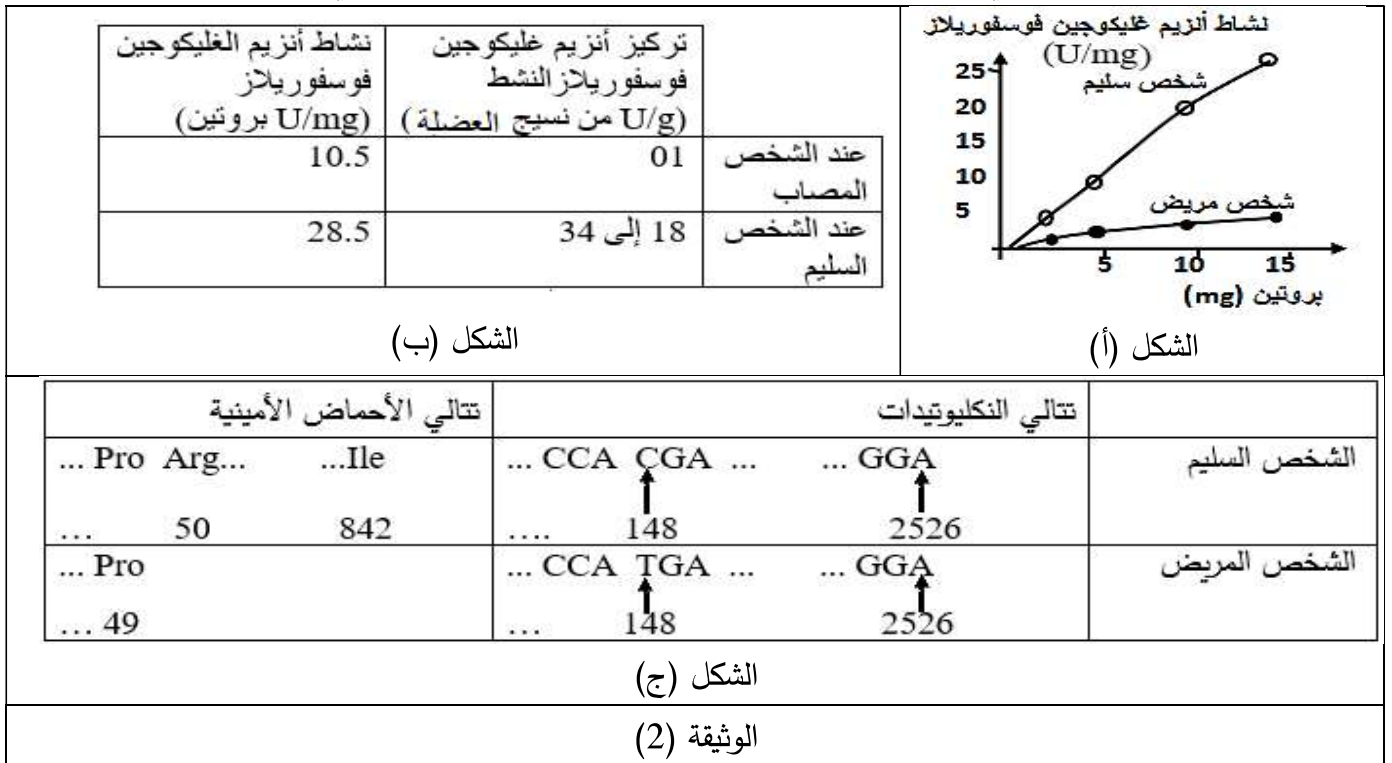 نشاط أنزيم غليكوجين فوسفوريلاز
(U/mg)
25
20
15
10
5
شخص سليم
شخص مريض
5 10 15
بروتين (mg)
الشكل (أ)
تركيز أنزيم غليكوجين فوسفوريلاز النشط (U/g من نسيج العضلة) نشاط أنزيم الغليكوجين فوسفوريلاز (U/mg بروتين)
عند الشخص المصاب 01 10.5
عند الشخص السليم 18 إلى 34 28.5
الشكل (ب)
تتالي النكليوتيدات تتالي الأحماض الأمينية
الشخص السليم
... CCA CGA ... ... GGA
.... 148 2526
... Pro Arg... ...Ile
... 50 842
الشخص المريض
... CCA TGA ... ... GGA
... 148 2526
... Pro
... 49
الشكل (ج)
الوثيقة (2)